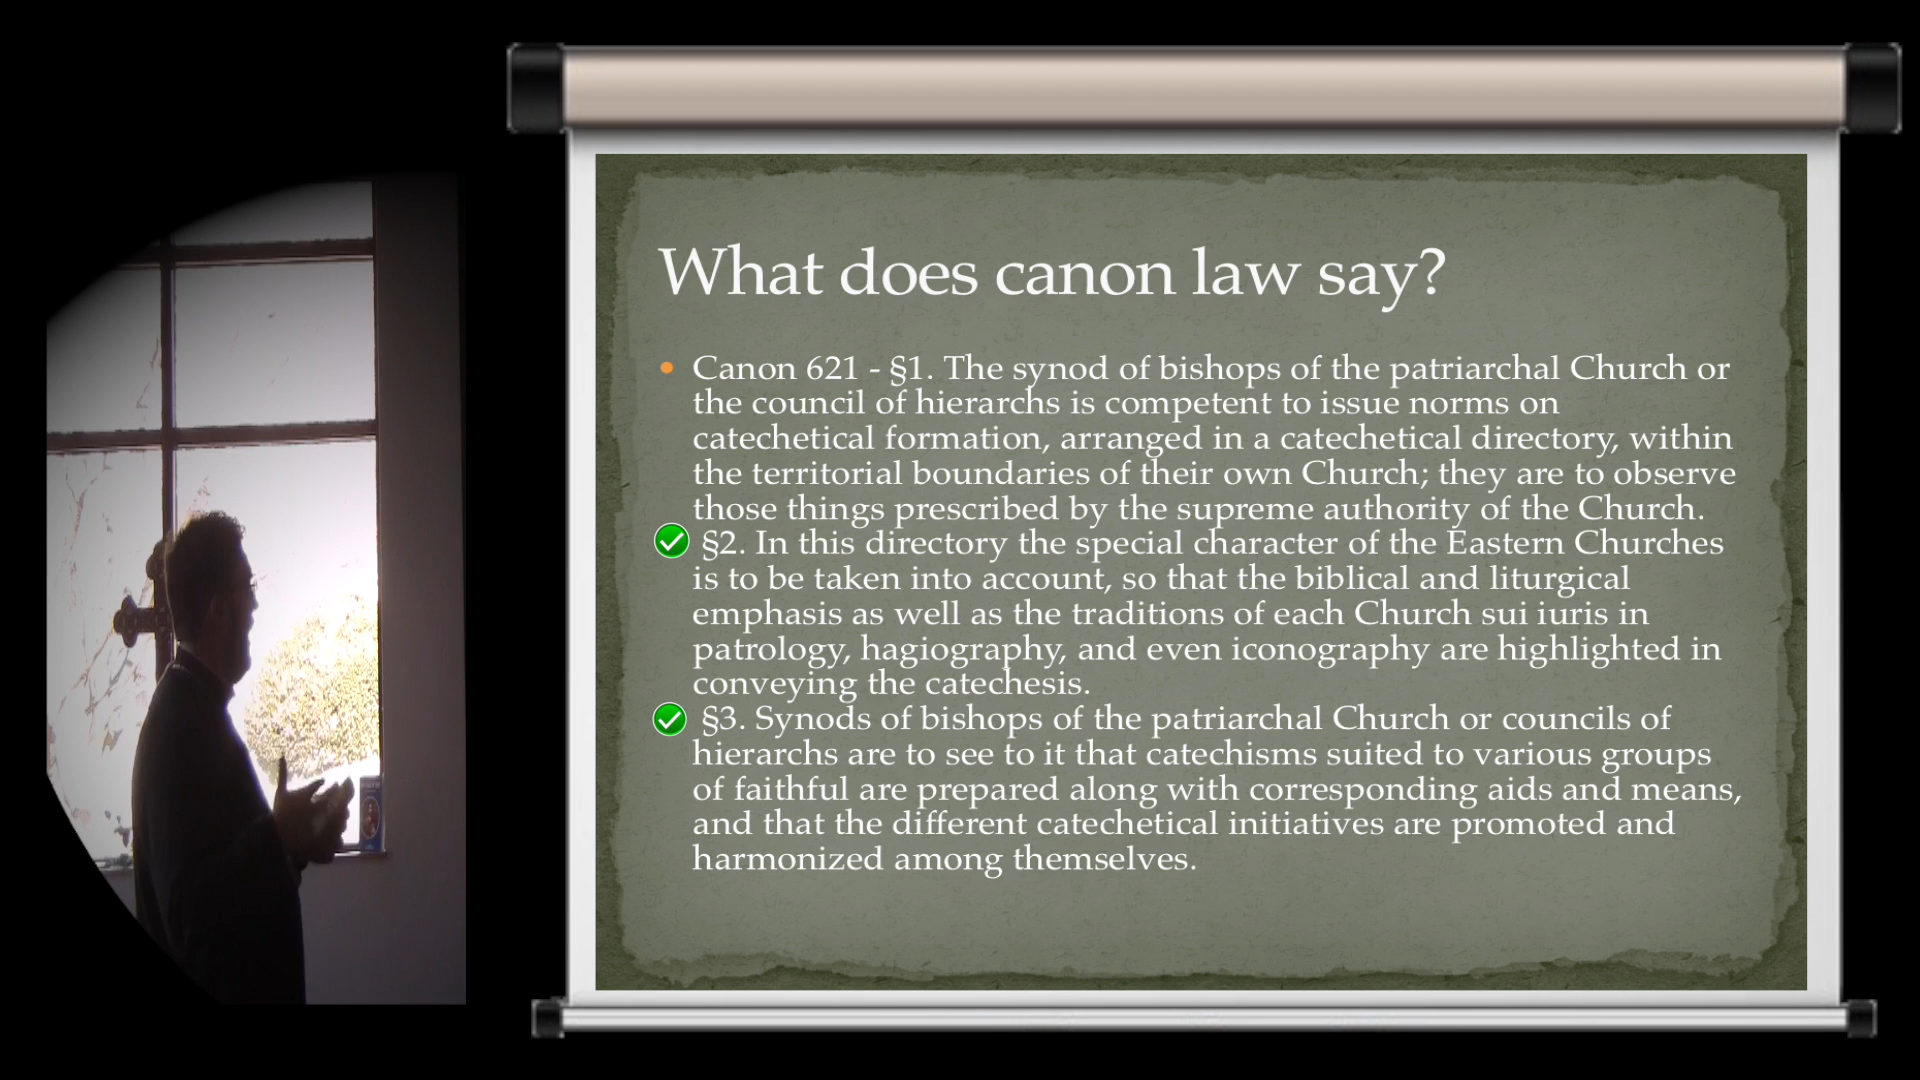 What does canon law say?
Canon 621 - §1. The synod of bishops of the patriarchal Church or
the council of hierarchs is competent to issue norms on
catechetical formation, arranged in a catechetical directory, within
the territorial boundaries of their own Church; they are to observe
those things prescribed by the supreme authority of the Church.
§2. In this directory the special character of the Eastern Churches
is to be taken into account, so that the biblical and liturgical
emphasis as well as the traditions of each Church sui iuris in
patrology, hagiography, and even iconography are highlighted in
conveying the catechesis.
§3. Synods of bishops of the patriarchal Church or councils of
hierarchs are to see to it that catechisms suited to various groups
of faithful are prepared along with corresponding aids and means,
and that the different catechetical initiatives are promoted and
harmonized among themselves.